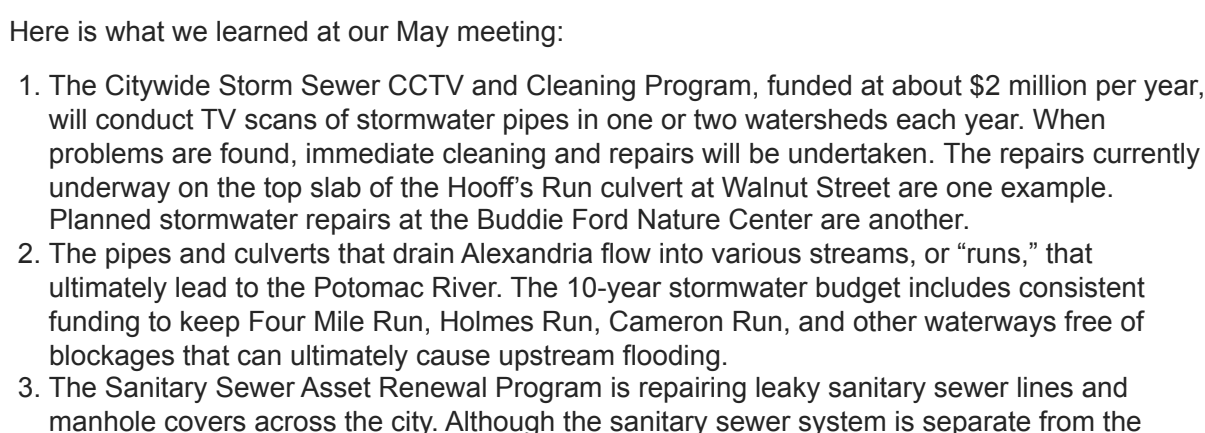 Here is what we learned at our May meeting:
1. The Citywide Storm Sewer CCTV and Cleaning Program, funded at about $2 million per year,
will conduct TV scans of stormwater pipes in one or two watersheds each year. When
problems are found, immediate cleaning and repairs will be undertaken. The repairs currently
underway on the top slab of the Hooff’s Run culvert at Walnut Street are one example.
Planned stormwater repairs at the Buddie Ford Nature Center are another.
2. The pipes and culverts that drain Alexandria flow into various streams, or “runs,” that
ultimately lead to the Potomac River. The 10-year stormwater budget includes consistent
funding to keep Four Mile Run, Holmes Run, Cameron Run, and other waterways free of
blockages that can ultimately cause upstream flooding.
3. The Sanitary Sewer Asset Renewal Program is repairing leaky sanitary sewer lines and
manhole covers across the city. Although the sanitary sewer system is separate from the